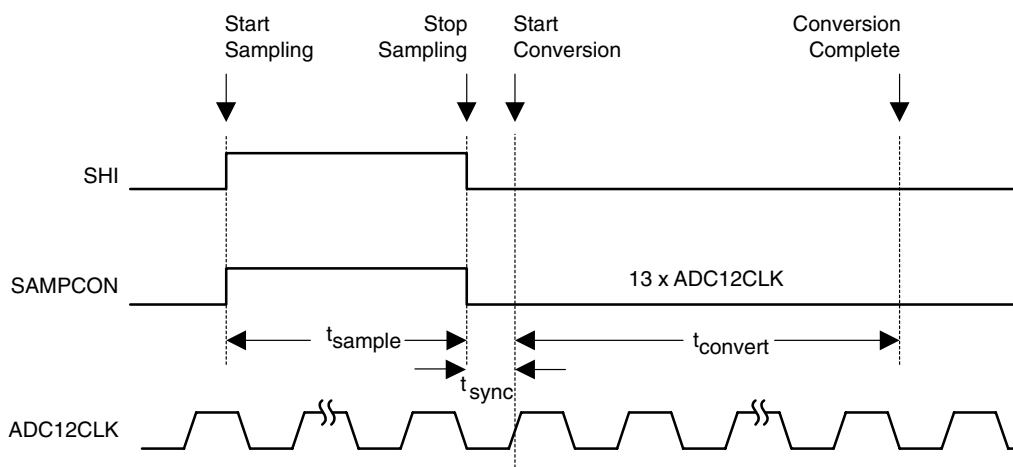 Start
Sampling
Stop
Sampling
Start
Conversion
Conversion
Complete
SHI
SAMPCON
13 x ADC12CLK
tsample
tconvert
tsync
ADC12CLK